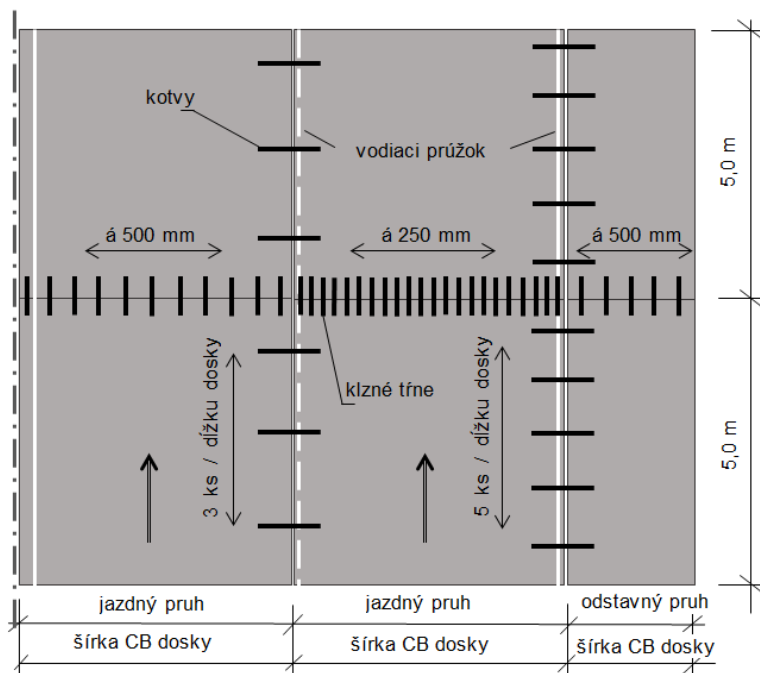 kotvy
vodiaci prúžok
5,0 m
á 500 mm
á 250 mm
á 500 mm
3 ks / dĺžku dosky
klzné tŕne
5 ks / dĺžku dosky
5,0 m
jazdný pruh
jazdný pruh
odstavný pruh
šírka CB dosky
šírka CB dosky
šírka CB dosky